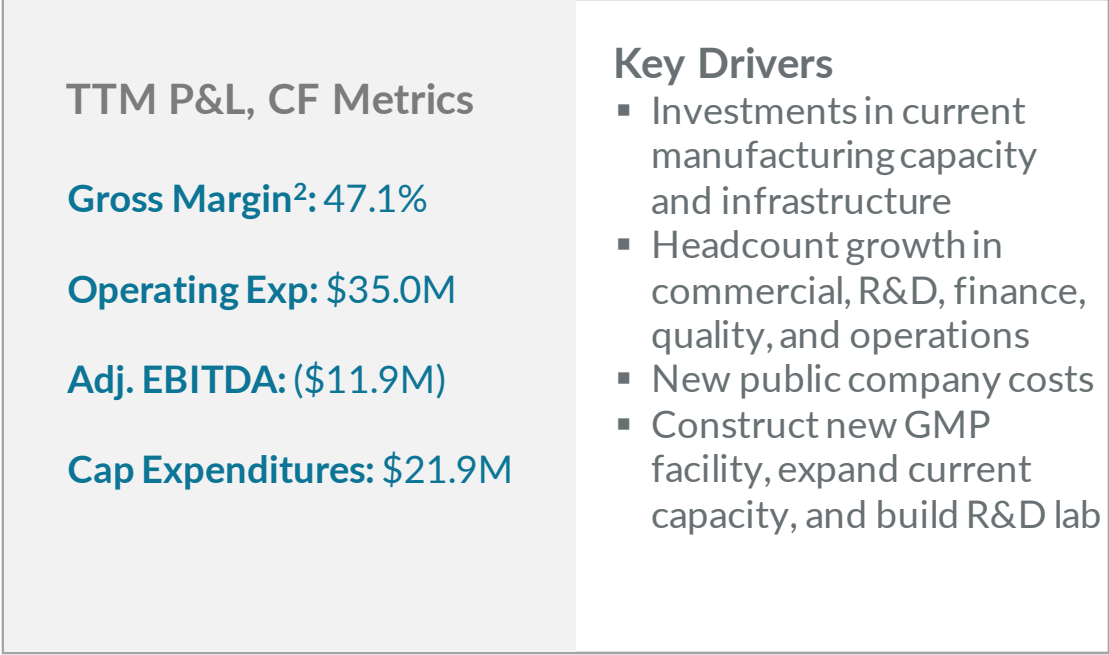 TTM P&L, CF Metrics
Gross Margin²: 47.1%
Operating Exp: $35.0M
Adj. EBITDA: ($11.9M)
Cap Expenditures: $21.9M
Key Drivers
▪ Investments in current
manufacturing capacity
and infrastructure
▪ Headcount growth in
commercial, R&D, finance,
quality, and operations
▪ New public company costs
▪ Construct new GMP
facility, expand current
capacity, and build R&D lab